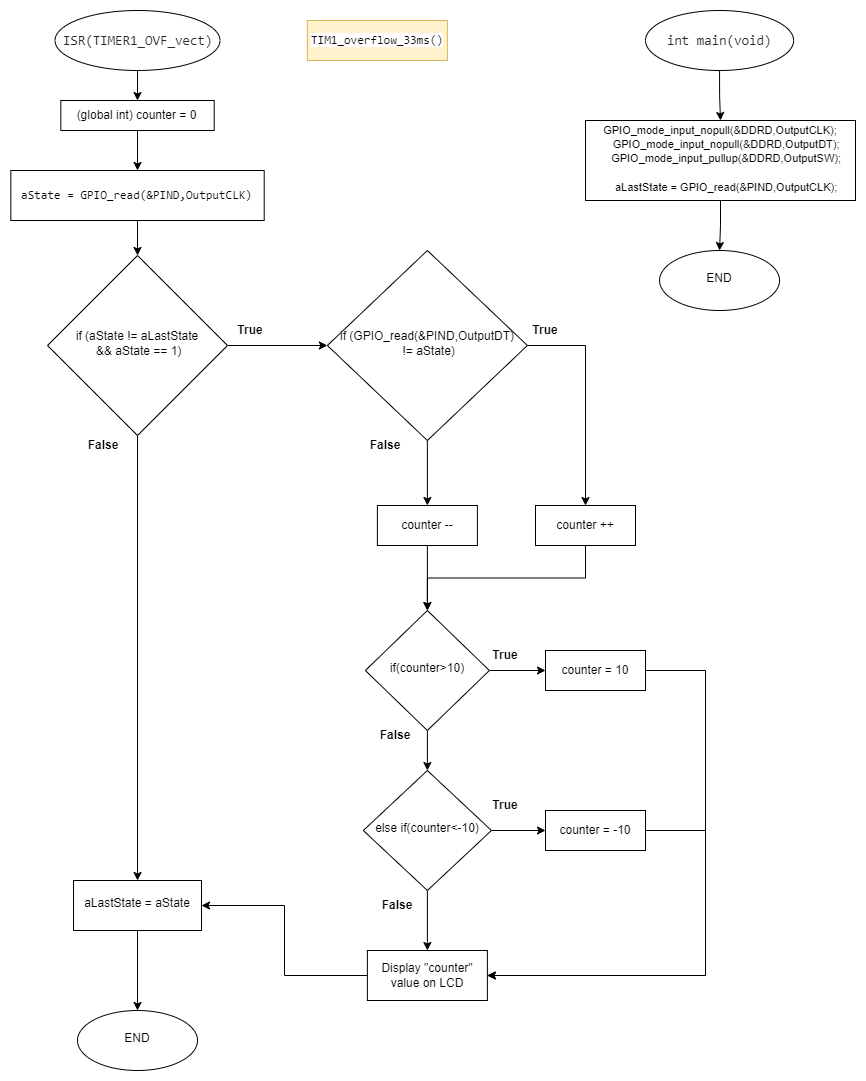 ISR(TIMER1_OVF_vect)
TIM1_overflow_33ms()
int main(void)
(global int) counter = 0
GPIO_mode_input_nopull(&DDRD,OutputCLK);
GPIO_mode_input_nopull(&DDRD,OutputDT);
GPIO_mode_input_pullup(&DDRD,OutputSW);
aLastState = GPIO_read(&PIND,OutputCLK);
aState = GPIO_read(&PIND,OutputCLK)
END
if (aState != aLastState
&& aState == 1)
True
if (GPIO_read(&PIND,OutputDT)
!= aState)
True
False
False
counter --
counter ++
if(counter>10)
True
counter = 10
False
else if(counter<-10)
True
counter = -10
False
aLastState = aState
Display "counter"
value on LCD
END